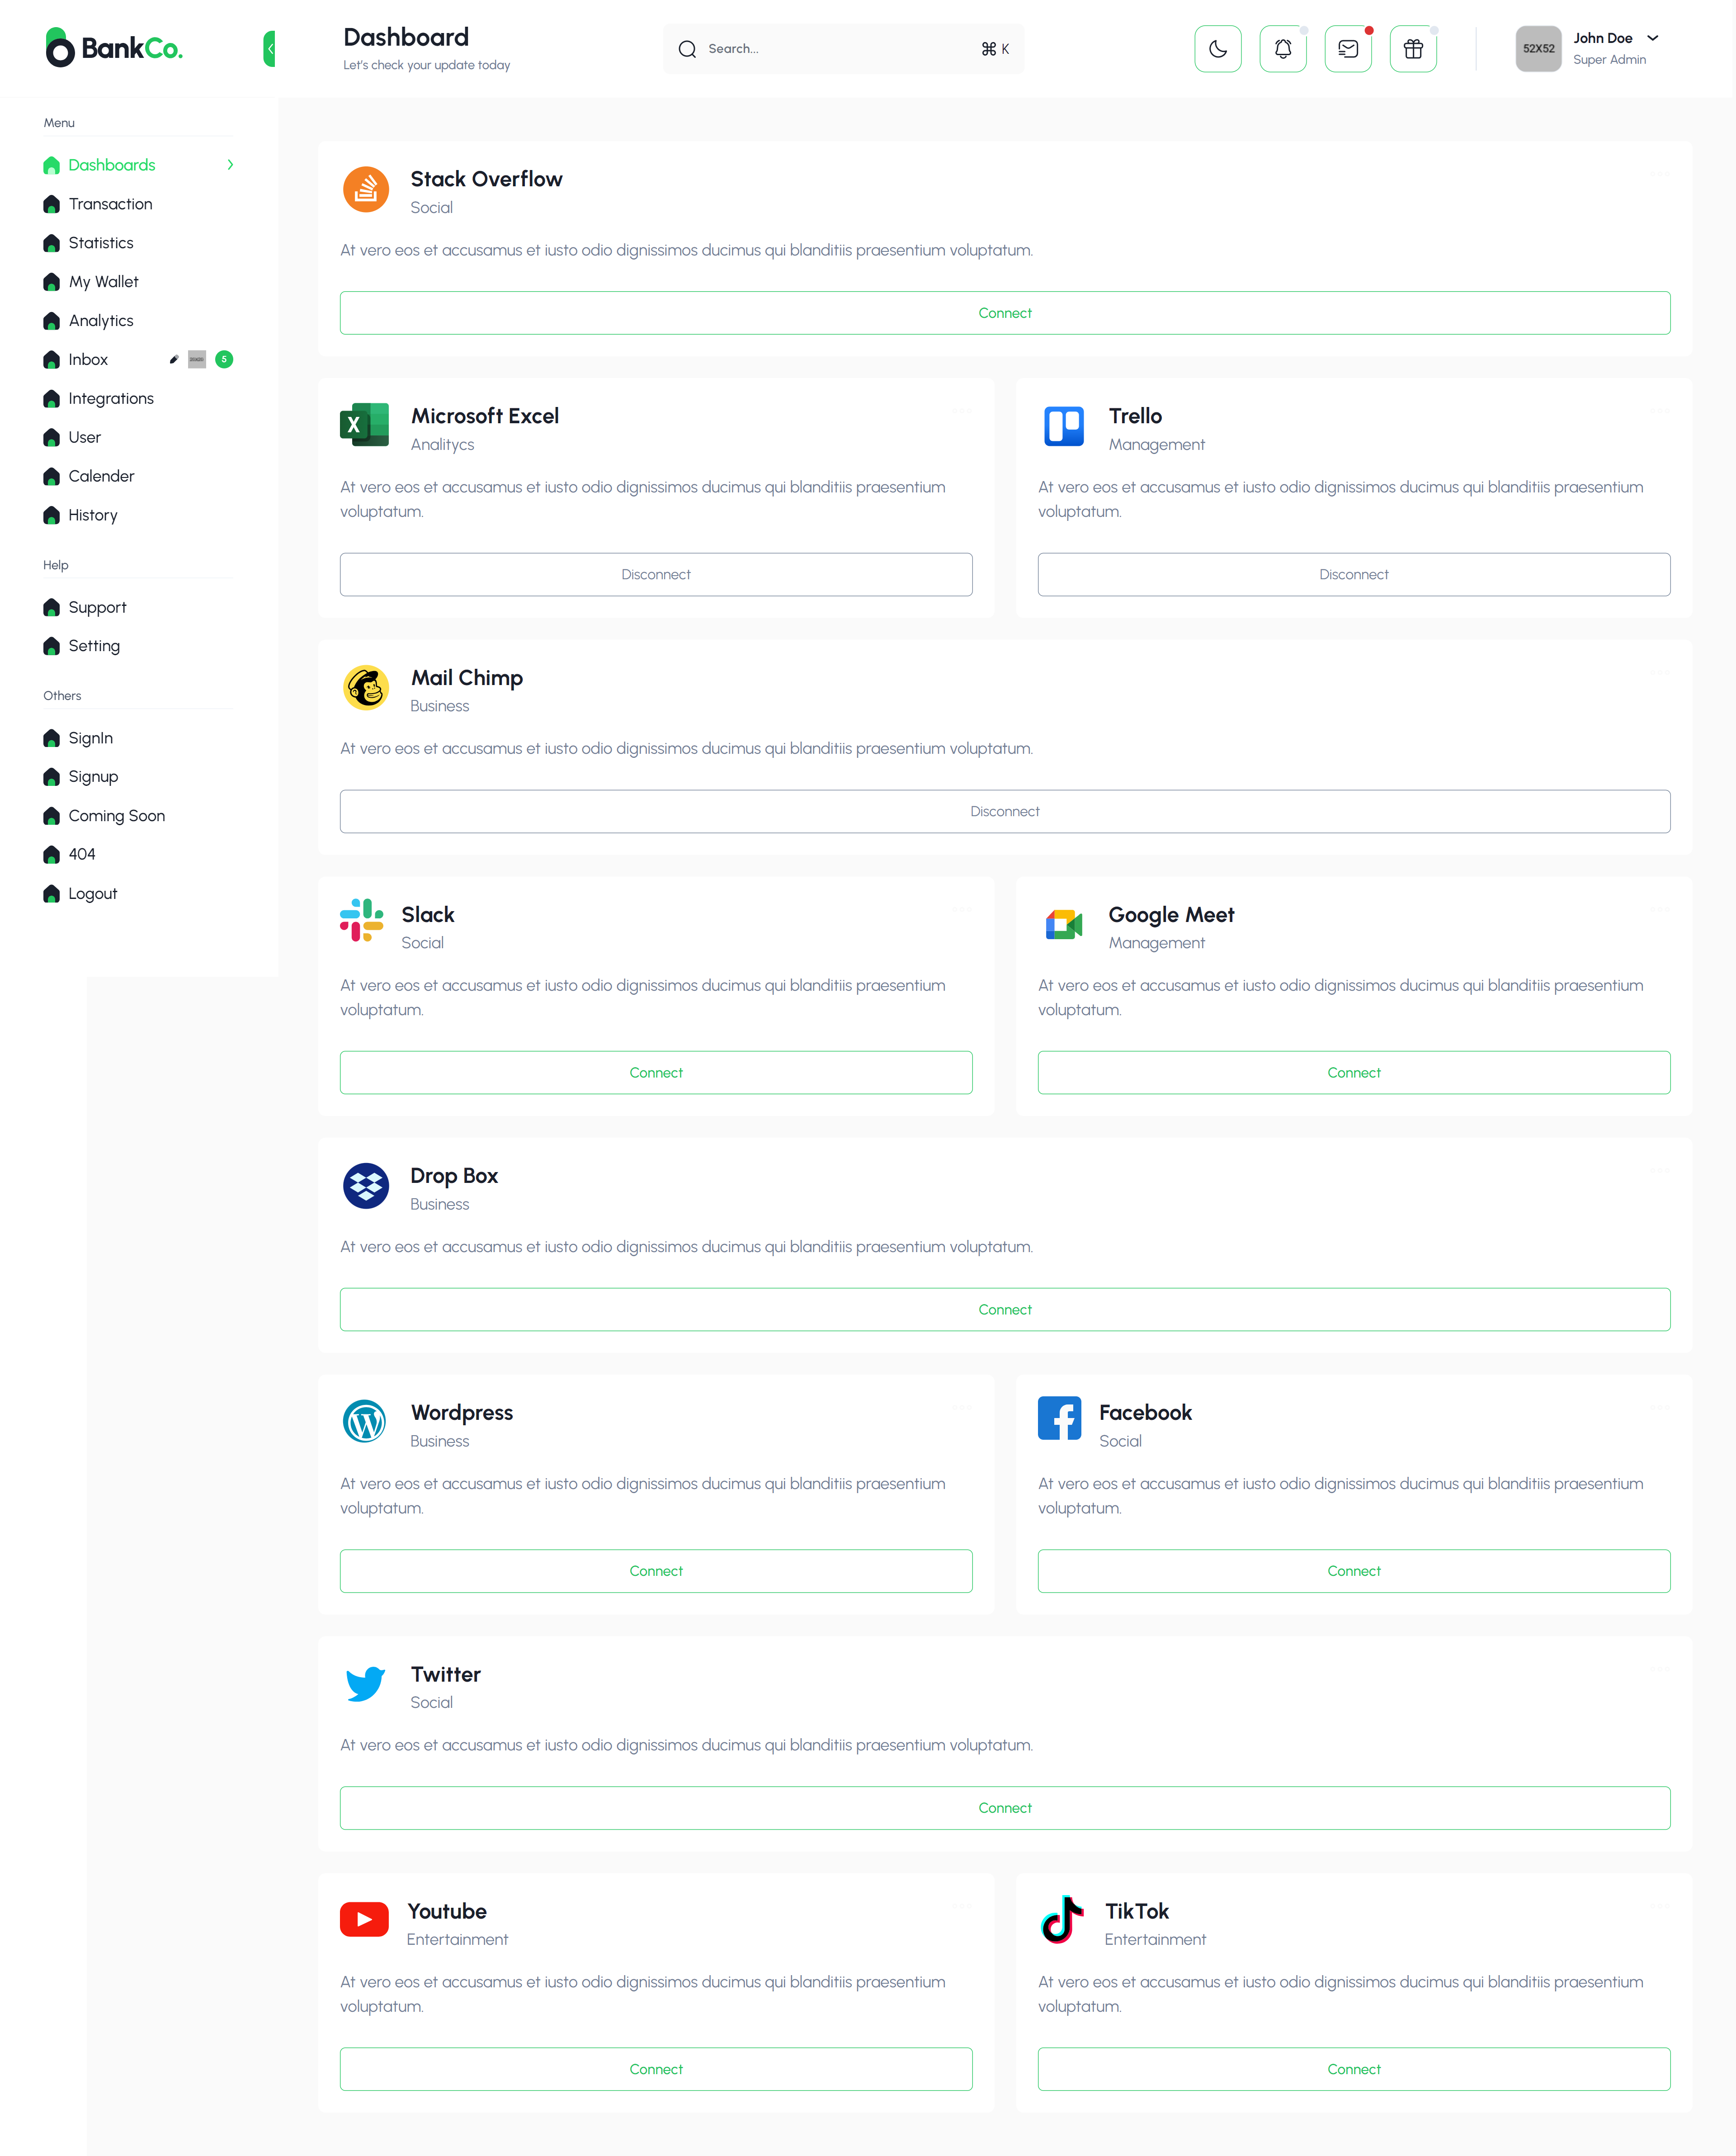 BankCo.
Dashboard
Let's check your update today
Search...
⌘ K
52X52
John Doe
Super Admin
Menu
Dashboards
Transaction
Statistics
My Wallet
Analytics
Inbox
5
Integrations
User
Calender
History
Help
Support
Setting
Others
SignIn
Signup
Coming Soon
404
Logout
Stack Overflow
Social
At vero eos et accusamus et iusto odio dignissimos ducimus qui blanditiis praesentium voluptatum.
Connect
Microsoft Excel
Analitycs
At vero eos et accusamus et iusto odio dignissimos ducimus qui blanditiis praesentium
voluptatum.
Disconnect
Trello
Management
At vero eos et accusamus et iusto odio dignissimos ducimus qui blanditiis praesentium
voluptatum.
Disconnect
Mail Chimp
Business
At vero eos et accusamus et iusto odio dignissimos ducimus qui blanditiis praesentium voluptatum.
Disconnect
Slack
Social
At vero eos et accusamus et iusto odio dignissimos ducimus qui blanditiis praesentium
voluptatum.
Connect
Google Meet
Management
At vero eos et accusamus et iusto odio dignissimos ducimus qui blanditiis praesentium
voluptatum.
Connect
Drop Box
Business
At vero eos et accusamus et iusto odio dignissimos ducimus qui blanditiis praesentium voluptatum.
Connect
Wordpress
Business
At vero eos et accusamus et iusto odio dignissimos ducimus qui blanditiis praesentium
voluptatum.
Connect
Facebook
Social
At vero eos et accusamus et iusto odio dignissimos ducimus qui blanditiis praesentium
voluptatum.
Connect
Twitter
Social
At vero eos et accusamus et iusto odio dignissimos ducimus qui blanditiis praesentium voluptatum.
Connect
Youtube
Entertainment
At vero eos et accusamus et iusto odio dignissimos ducimus qui blanditiis praesentium
voluptatum.
Connect
TikTok
Entertainment
At vero eos et accusamus et iusto odio dignissimos ducimus qui blanditiis praesentium
voluptatum.
Connect